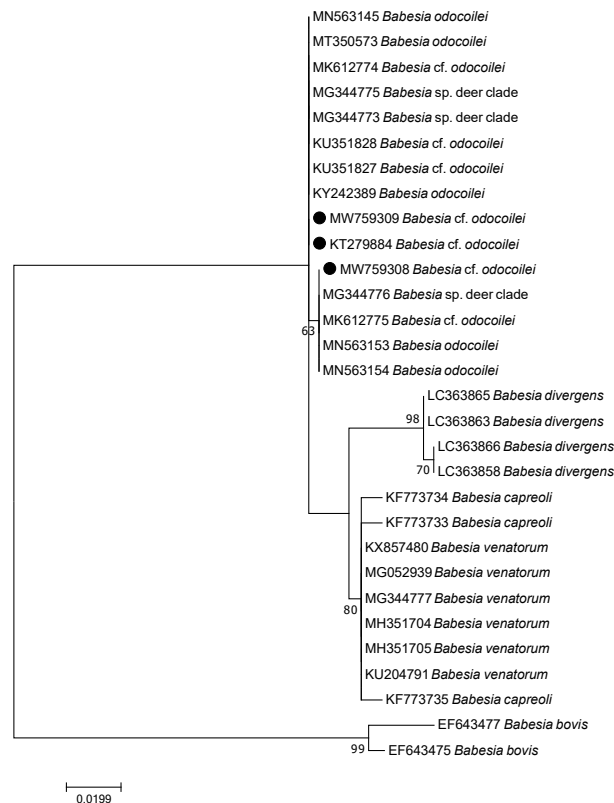 MN563145 Babesia odocoilei
MT350573 Babesia odocoilei
MK612774 Babesia cf. odocoilei
MG344775 Babesia sp. deer clade
MG344773 Babesia sp. deer clade
KU351828 Babesia cf. odocoilei
KU351827 Babesia cf. odocoilei
KY242389 Babesia odocoilei
MW759309 Babesia cf. odocoilei
KT279884 Babesia cf. odocoilei
MW759308 Babesia cf. odocoilei
MG344776 Babesia sp. deer clade
MK612775 Babesia cf. odocoilei
63
MN563153 Babesia odocoilei
MN563154 Babesia odocoilei
LC363865 Babesia divergens
98
LC363863 Babesia divergens
LC363866 Babesia divergens
70
LC363858 Babesia divergens
KF773734 Babesia capreoli
KF773733 Babesia capreoli
KX857480 Babesia venatorum
MG052939 Babesia venatorum
MG344777 Babesia venatorum
80
MH351704 Babesia venatorum
MH351705 Babesia venatorum
KU204791 Babesia venatorum
KF773735 Babesia capreoli
EF643477 Babesia bovis
99
EF643475 Babesia bovis
0.0199